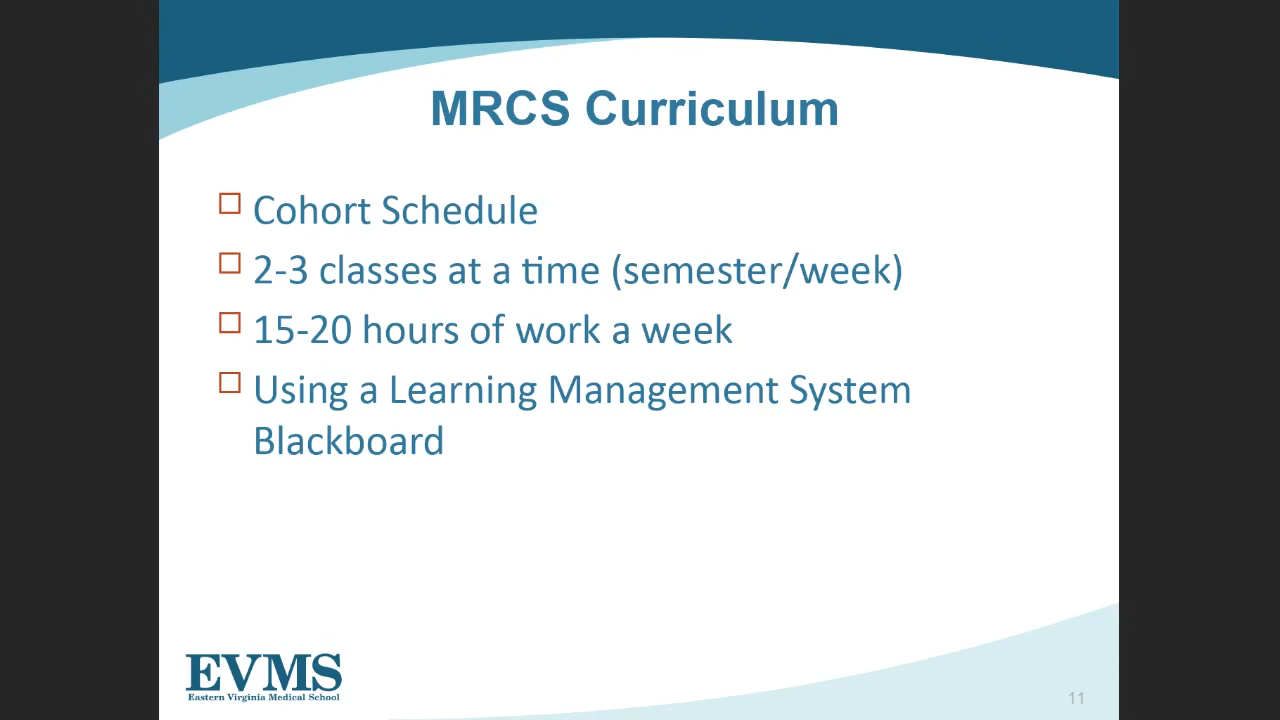 MRCS Curriculum
Cohort Schedule
2-3 classes at a time (semester/week)
15-20 hours of work a week
Using a Learning Management System
Blackboard
EVMS
Eastern Virginia Medical School
11